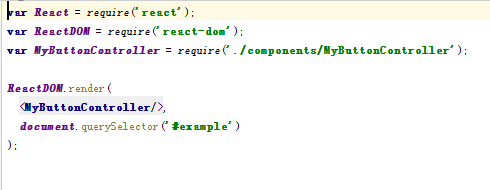 var React = require('react');
var ReactDOM = require('react-dom');
var MyButtonController = require('./components/MyButtonController');
ReactDOM.render(
<MyButtonController/>,
document.querySelector('#example')
);